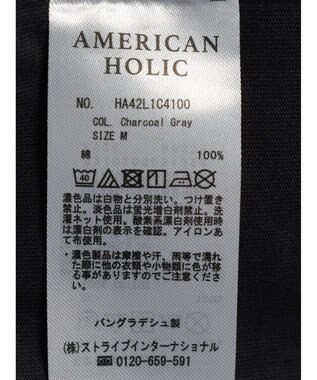 AMERICAN
HOLIC
NO. HA42L1C4100
COL. Charcoal Gray
SIZE M
綿 100%
40
濃色品は白物と分別洗い。つけ置き
禁止。淡色品は蛍光増白剤禁止。洗
濯ネット使用。酸素系漂白剤使用時
は漂白剤の表示を確認。アイロンあ
て布使用。
・濃色製品は摩擦や汗、雨等で濡れ
た際に他の衣類や小物類に色が移
る事が有りますのでご注意下さい。
バングラデシュ製
(株)ストライプインターナショナル
0120-659-591